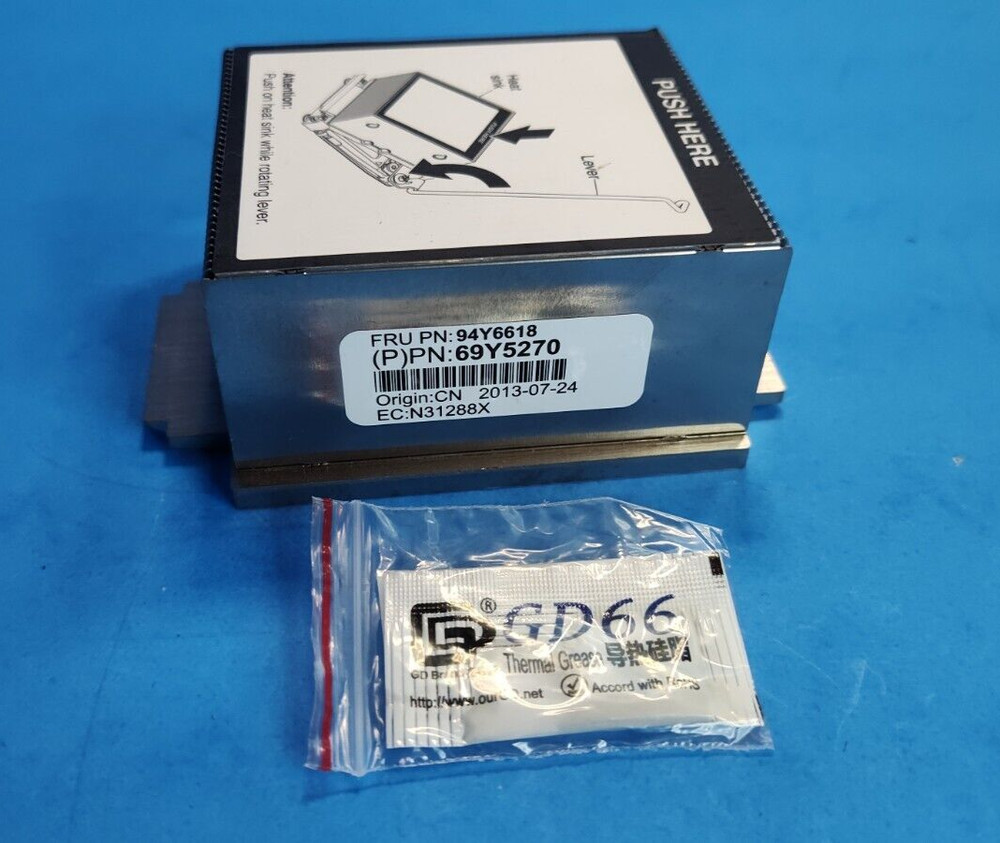 PUSH HERE
Heat
sink
Lever
Attention:
Push on heat sink while rotating lever.
FRU PN: 94Y6618
(P)PN: 69Y5270
Origin:CN 2013-07-24
EC:N31288X
® GD66
Thermal Grease 导热硅脂
GD
Accord with RoHS